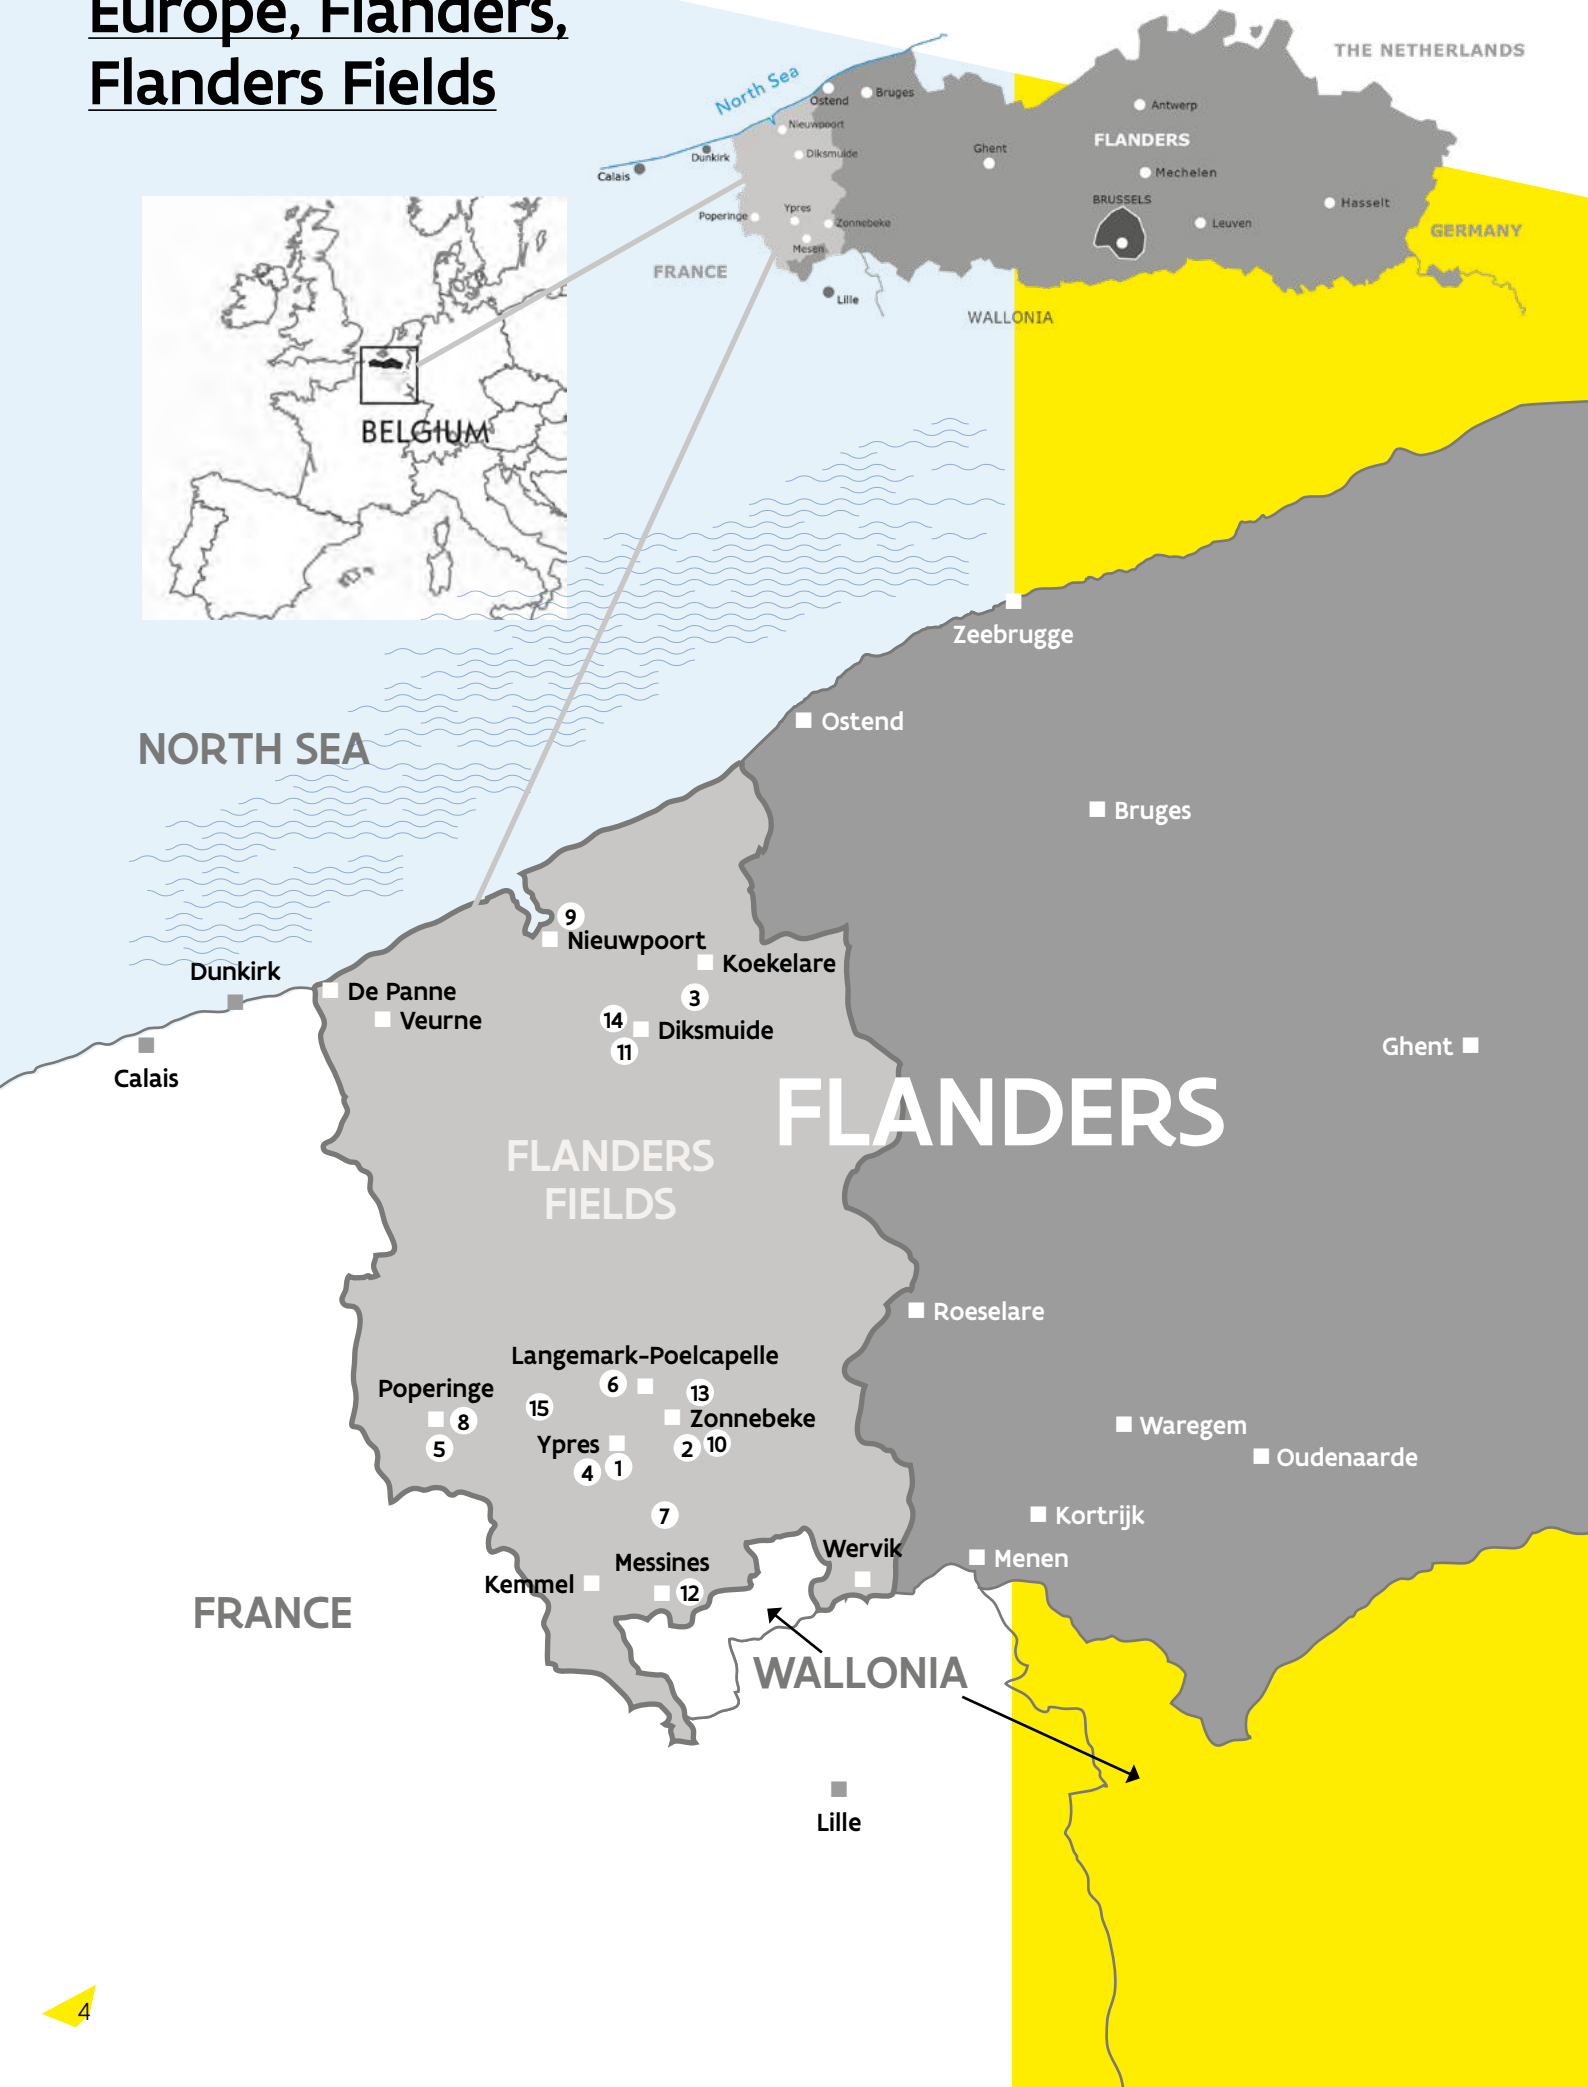 Europe, Flanders,
Flanders Fields
THE NETHERLANDS
North Sea
Ostend
Bruges
Antwerp
Nieuwpoort
FLANDERS
Dunkirk
Diksmuide
Ghent
Calais
Mechelen
BRUSSELS
Hasselt
Poperinge
Ypres
Zonnebeke
Leuven
GERMANY
Mesen
FRANCE
Lille
WALLONIA
BELGIUM
Zeebrugge
Ostend
NORTH SEA
Bruges
9
Nieuwpoort
Koekelare
Dunkirk
De Panne
3
Veurne
14
Diksmuide
11
Ghent
Calais
FLANDERS
FLANDERS
FIELDS
Roeselare
Langemark-Poelcapelle
Poperinge
6
13
15
8
Zonnebeke
Waregem
5
Ypres
2
10
Oudenaarde
4
1
7
Kortrijk
Wervik
Menen
Messines
Kemmel
12
FRANCE
WALLONIA
Lille
4